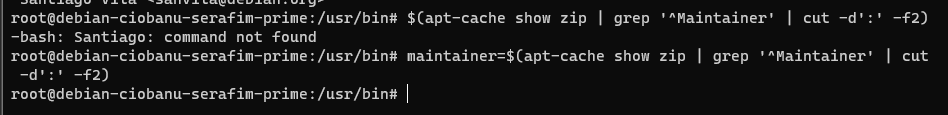 Santiago Vila <sanvila@debian.org>
root@debian-ciobanu-serafim-prime:/usr/bin# $(apt-cache show zip | grep '^Maintainer' | cut -d':' -f2)
-bash: Santiago: command not found
root@debian-ciobanu-serafim-prime:/usr/bin# maintainer=$(apt-cache show zip | grep '^Maintainer' | cut
-d':' -f2)
root@debian-ciobanu-serafim-prime:/usr/bin#